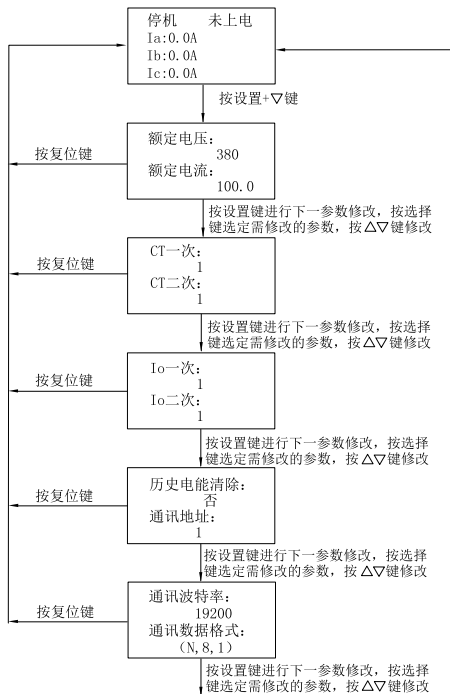 停机 未上电
Ia:0.0A
Ib:0.0A
Ic:0.0A
按设置+▽键
额定电压:
380
额定电流:
100.0
按复位键
按设置键进行下一参数修改，按选择
键选定需修改的参数，按△▽键修改
CT一次:
1
CT二次:
1
按复位键
按设置键进行下一参数修改，按选择
键选定需修改的参数，按△▽键修改
Io一次:
1
Io二次:
1
按复位键
按设置键进行下一参数修改，按选择
键选定需修改的参数，按△▽键修改
历史电能清除:
否
通讯地址:
1
按复位键
按设置键进行下一参数修改，按选择
键选定需修改的参数，按△▽键修改
通讯波特率:
19200
通讯数据格式:
(N,8,1)
按复位键
按设置键进行下一参数修改，按选择
键选定需修改的参数，按△▽键修改